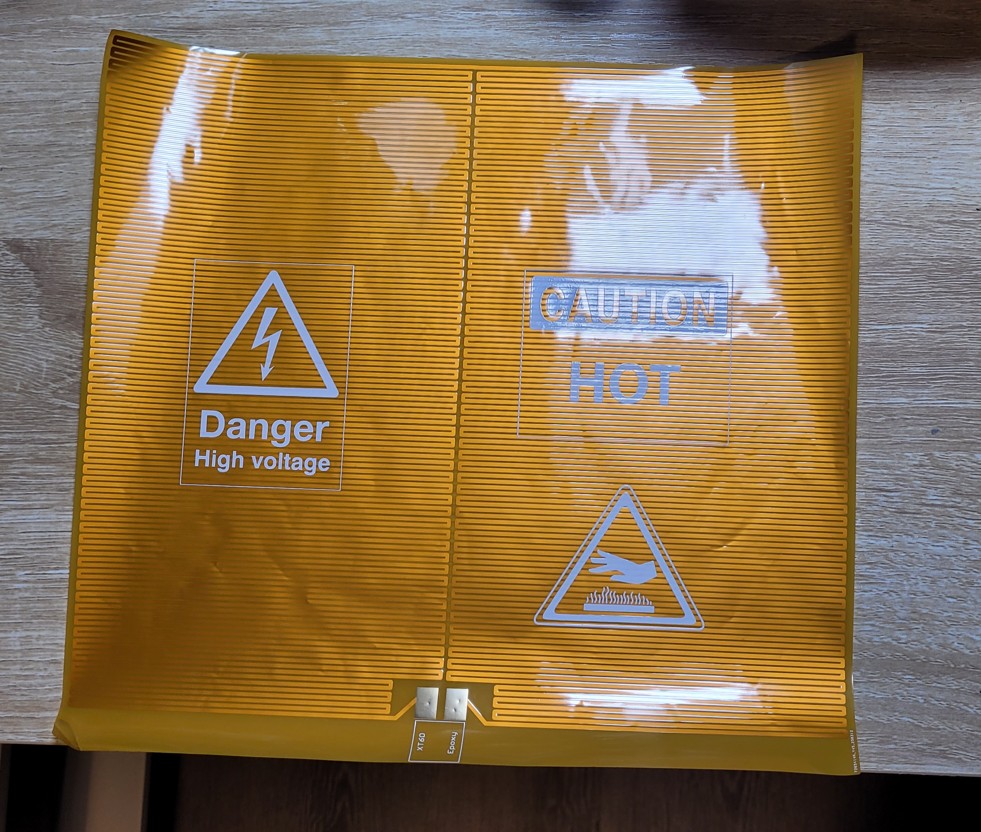 Danger
High voltage
CAUTION
HOT
XT60
Epoxy